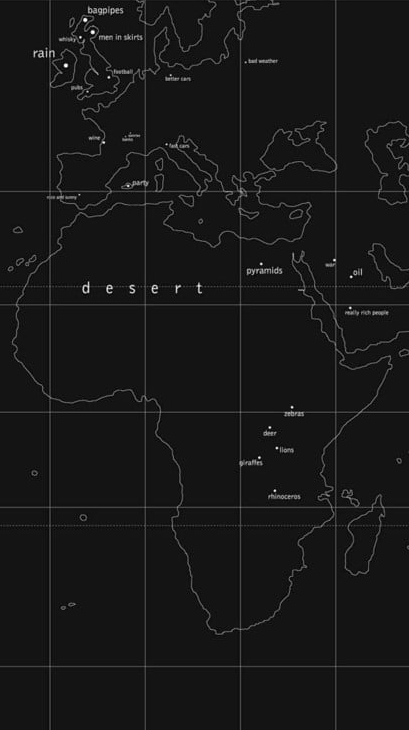 bagpipes
whisky
men in skirts
rain
bad weather
football
better cars
pubs
wine
banks
fast cars
party
nice and sunny
war
pyramids
oil
desert
really rich people
zebras
deer
lions
giraffes
rhinoceros